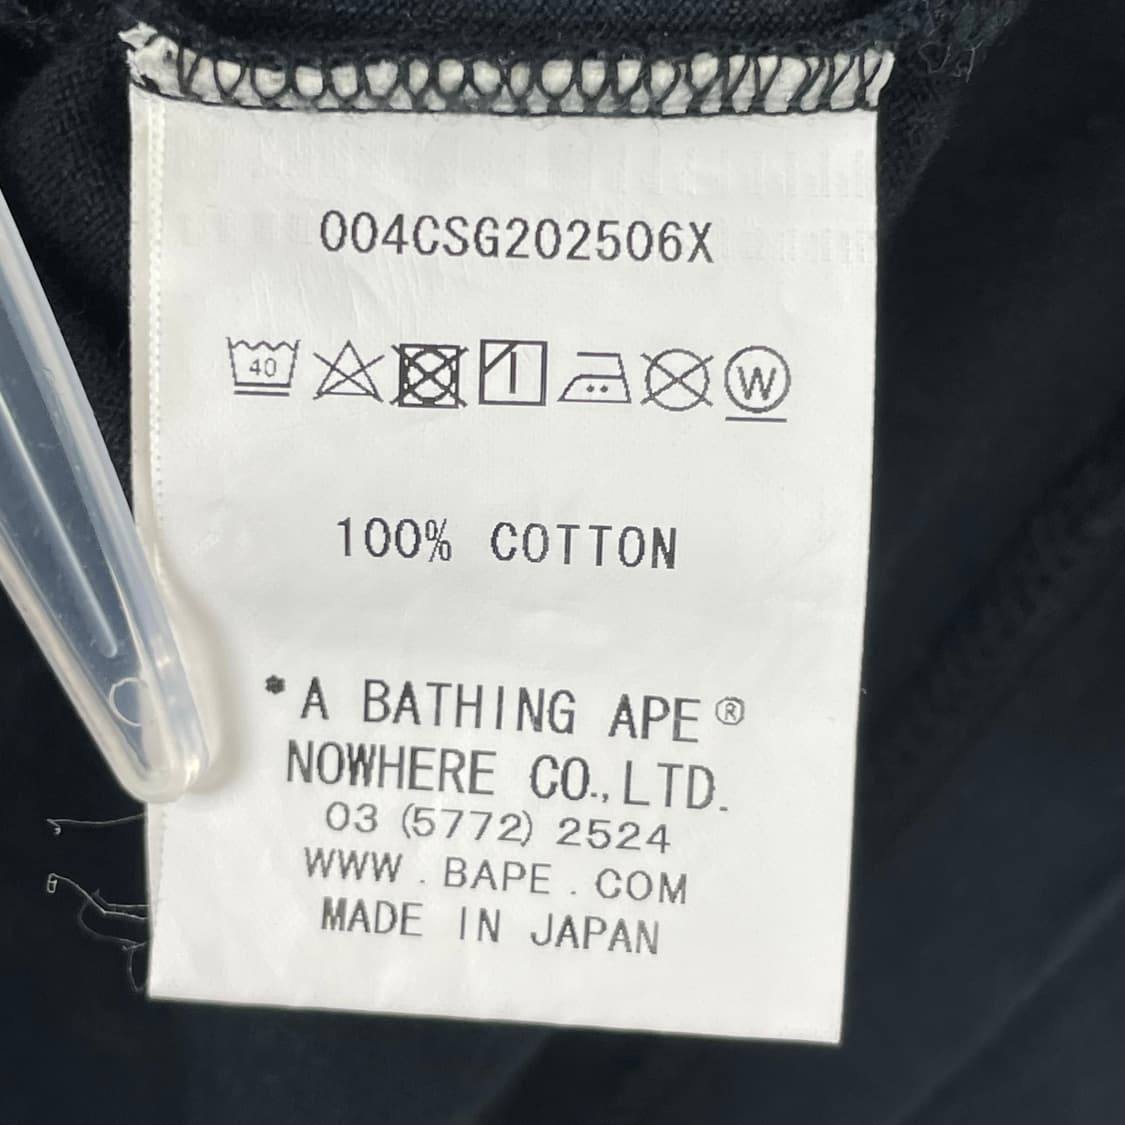 004CSG202506X
40
W
100% COTTON
*A BATHING APE®
NOWHERE CO.,LTD.
03 (5772) 2524
WWW . BAPE . COM
MADE IN JAPAN